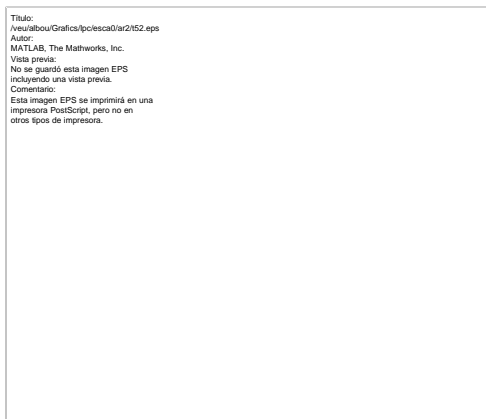 Título:
/veu/albou/Grafics/lpc/esca0/ar2/t52.eps
Autor:
MATLAB, The Mathworks, Inc.
Vista previa:
No se guardó esta imagen EPS
incluyendo una vista previa.
Comentario:
Esta imagen EPS se imprimirá en una
impresora PostScript, pero no en
otros tipos de impresora.